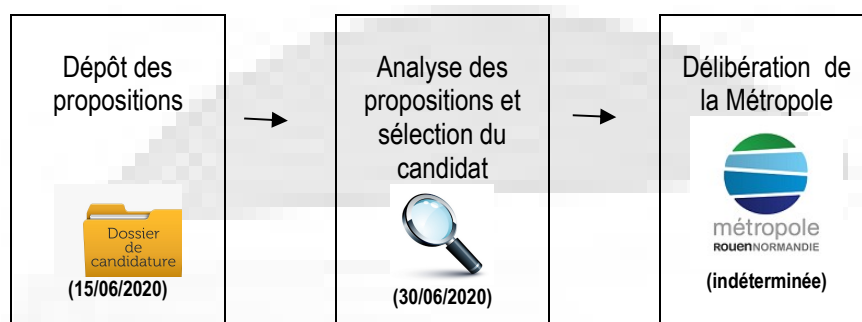 Dépôt des
propositions
Dossier
de
candidature
(15/06/2020)
Analyse des
propositions et
sélection du
candidat
(30/06/2020)
Délibération de
la Métropole
métropole
ROUENNORMANDIE
(indéterminée)